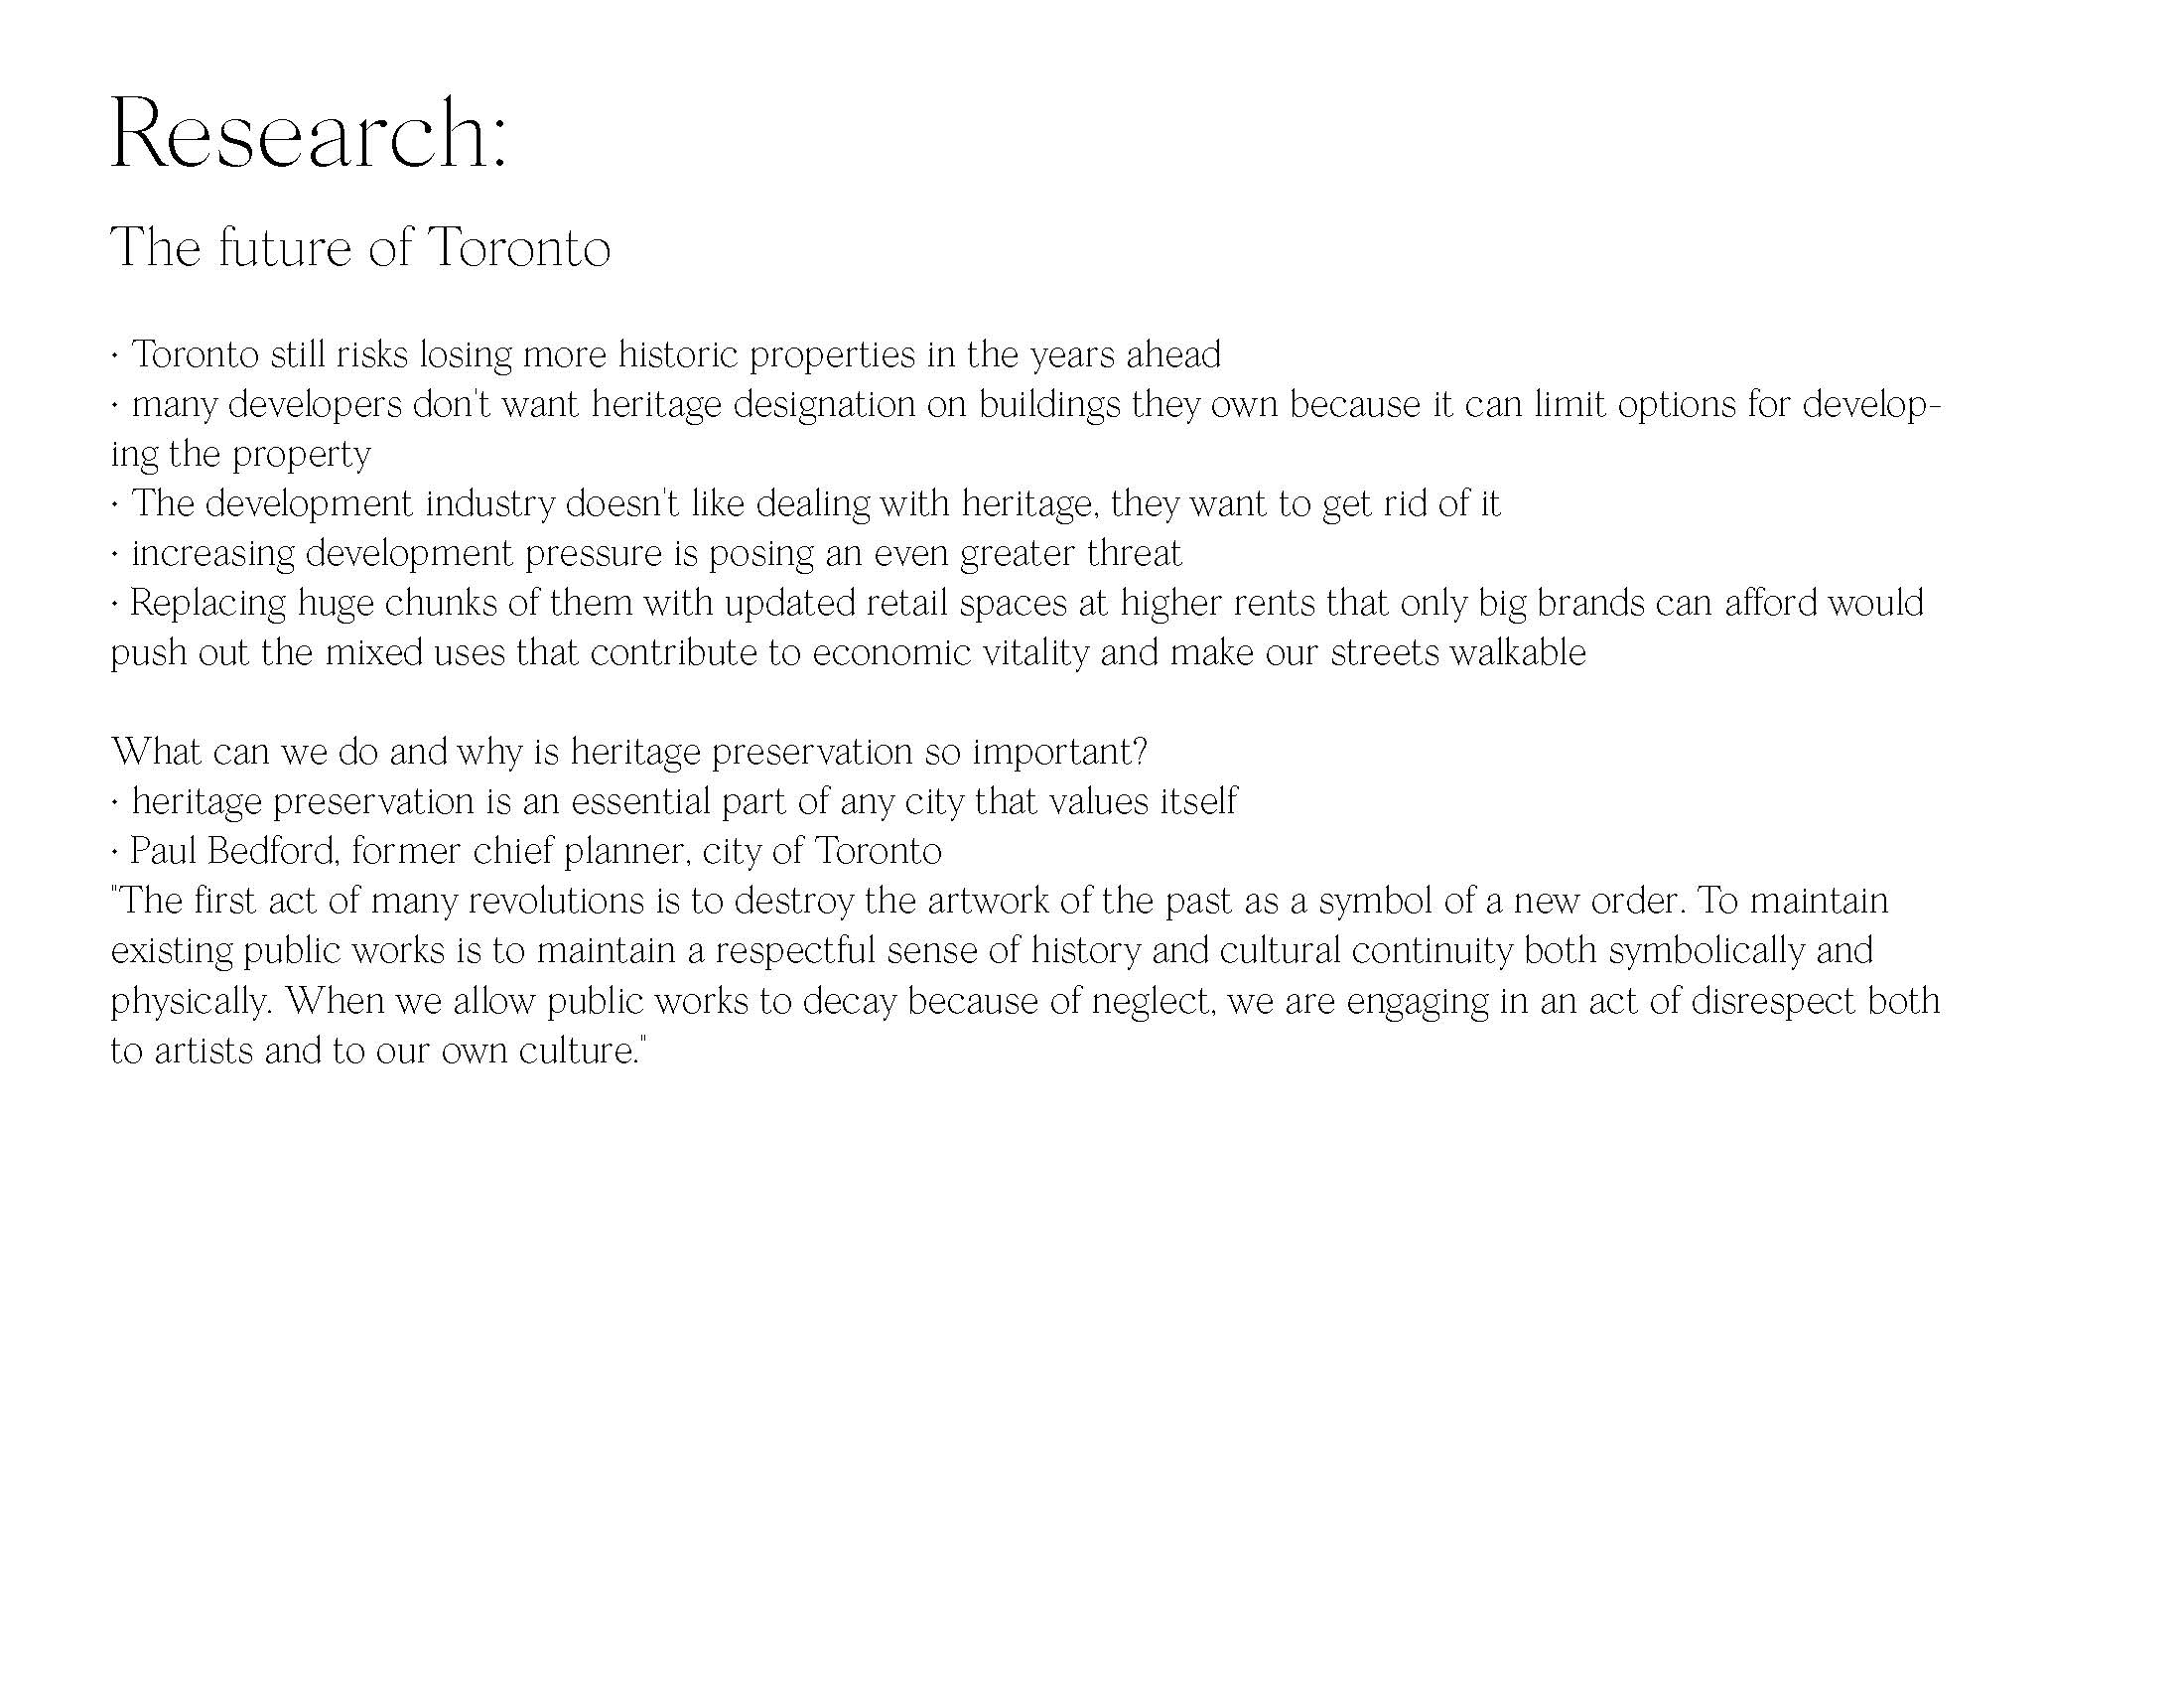 Research:
The future of Toronto
· Toronto still risks losing more historic properties in the years ahead
· many developers don't want heritage designation on buildings they own because it can limit options for develop-
ing the property
· The development industry doesn't like dealing with heritage, they want to get rid of it
· increasing development pressure is posing an even greater threat
· Replacing huge chunks of them with updated retail spaces at higher rents that only big brands can afford would
push out the mixed uses that contribute to economic vitality and make our streets walkable
What can we do and why is heritage preservation so important?
· heritage preservation is an essential part of any city that values itself
· Paul Bedford, former chief planner, city of Toronto
"The first act of many revolutions is to destroy the artwork of the past as a symbol of a new order. To maintain
existing public works is to maintain a respectful sense of history and cultural continuity both symbolically and
physically. When we allow public works to decay because of neglect, we are engaging in an act of disrespect both
to artists and to our own culture."